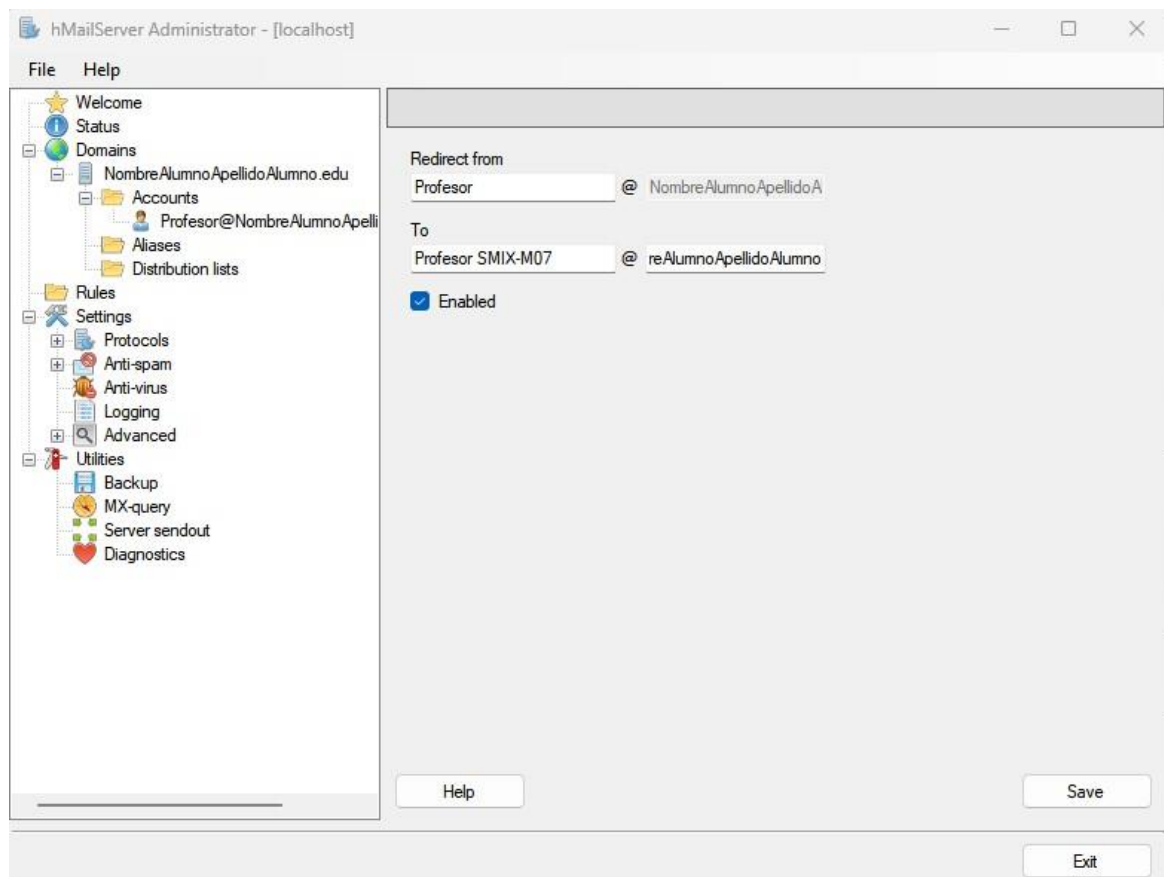 hMailServer Administrator - [localhost]
File Help
Welcome
Status
Domains
NombreAlumnoApellidoAlumno.edu
Accounts
Profesor@NombreAlumnoApelli
Aliases
Distribution lists
Rules
Settings
Protocols
Anti-spam
Anti-virus
Logging
Advanced
Utilities
Backup
MX-query
Server sendout
Diagnostics
Redirect from
Profesor @ NombreAlumnoApellidoA
To
Profesor SMIX-M07 @ reAlumnoApellidoAlumno
Enabled
Help Save
Exit